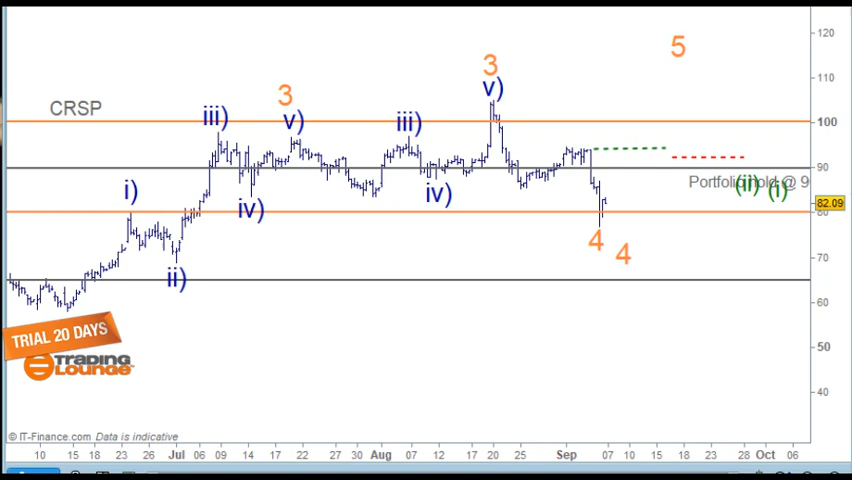 120
5
3
110
v)
CRSP
3
iii)
v)
iii)
100
90
Portfolio hold @ 9
(ii) (i)
i)
iv)
iv)
82.09
80
4
4
70
ii)
60
TRIAL 20 DAYS
TRADING
LOUNGE
50
40
© IT-Finance.com Data is indicative
10 15 18 21 26 Jul 06 09 14 17 22 27 30 Aug 07 12 17 20 25 Sep 07 10 15 18 23 28 Oct 06